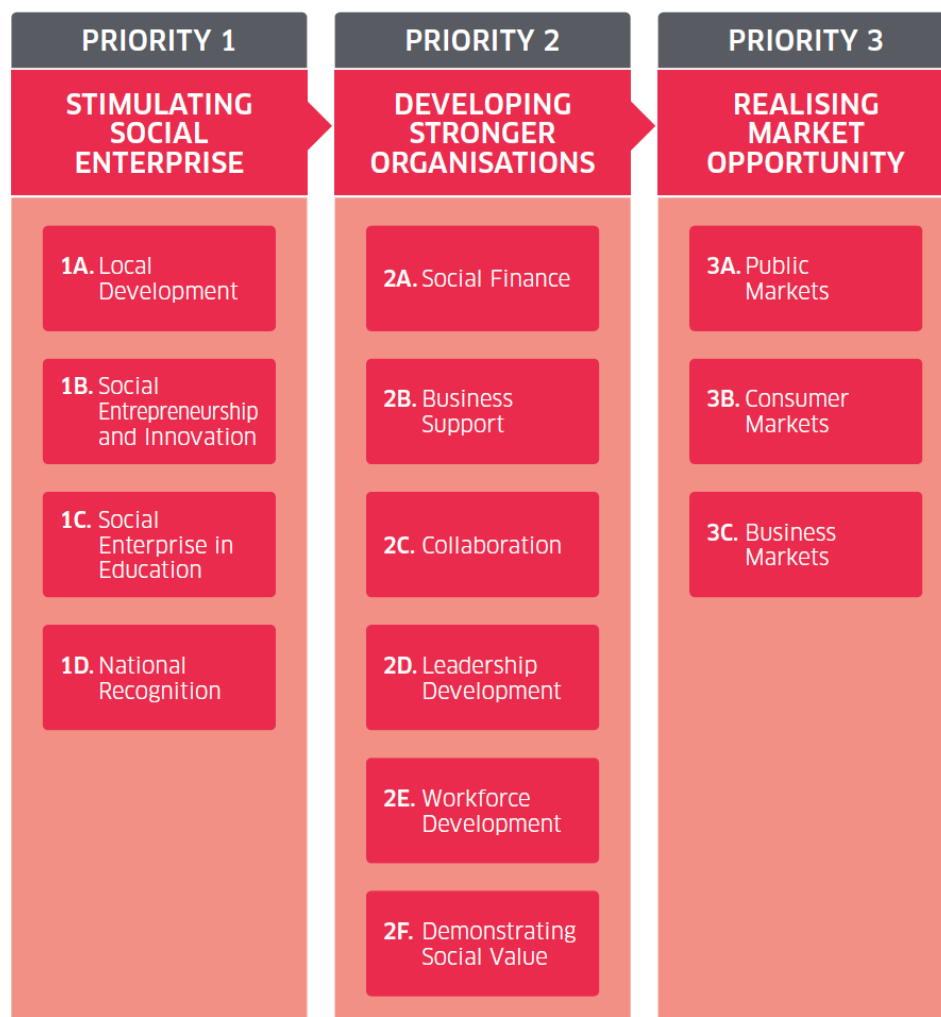 PRIORITY 1
STIMULATING
SOCIAL
ENTERPRISE
1A. Local
Development
1B. Social
Entrepreneurship
and Innovation
1C. Social
Enterprise in
Education
1D. National
Recognition
PRIORITY 2
DEVELOPING
STRONGER
ORGANISATIONS
2A. Social Finance
2B. Business
Support
2C. Collaboration
2D. Leadership
Development
2E. Workforce
Development
2F. Demonstrating
Social Value
PRIORITY 3
REALISING
MARKET
OPPORTUNITY
3A. Public
Markets
3B. Consumer
Markets
3C. Business
Markets